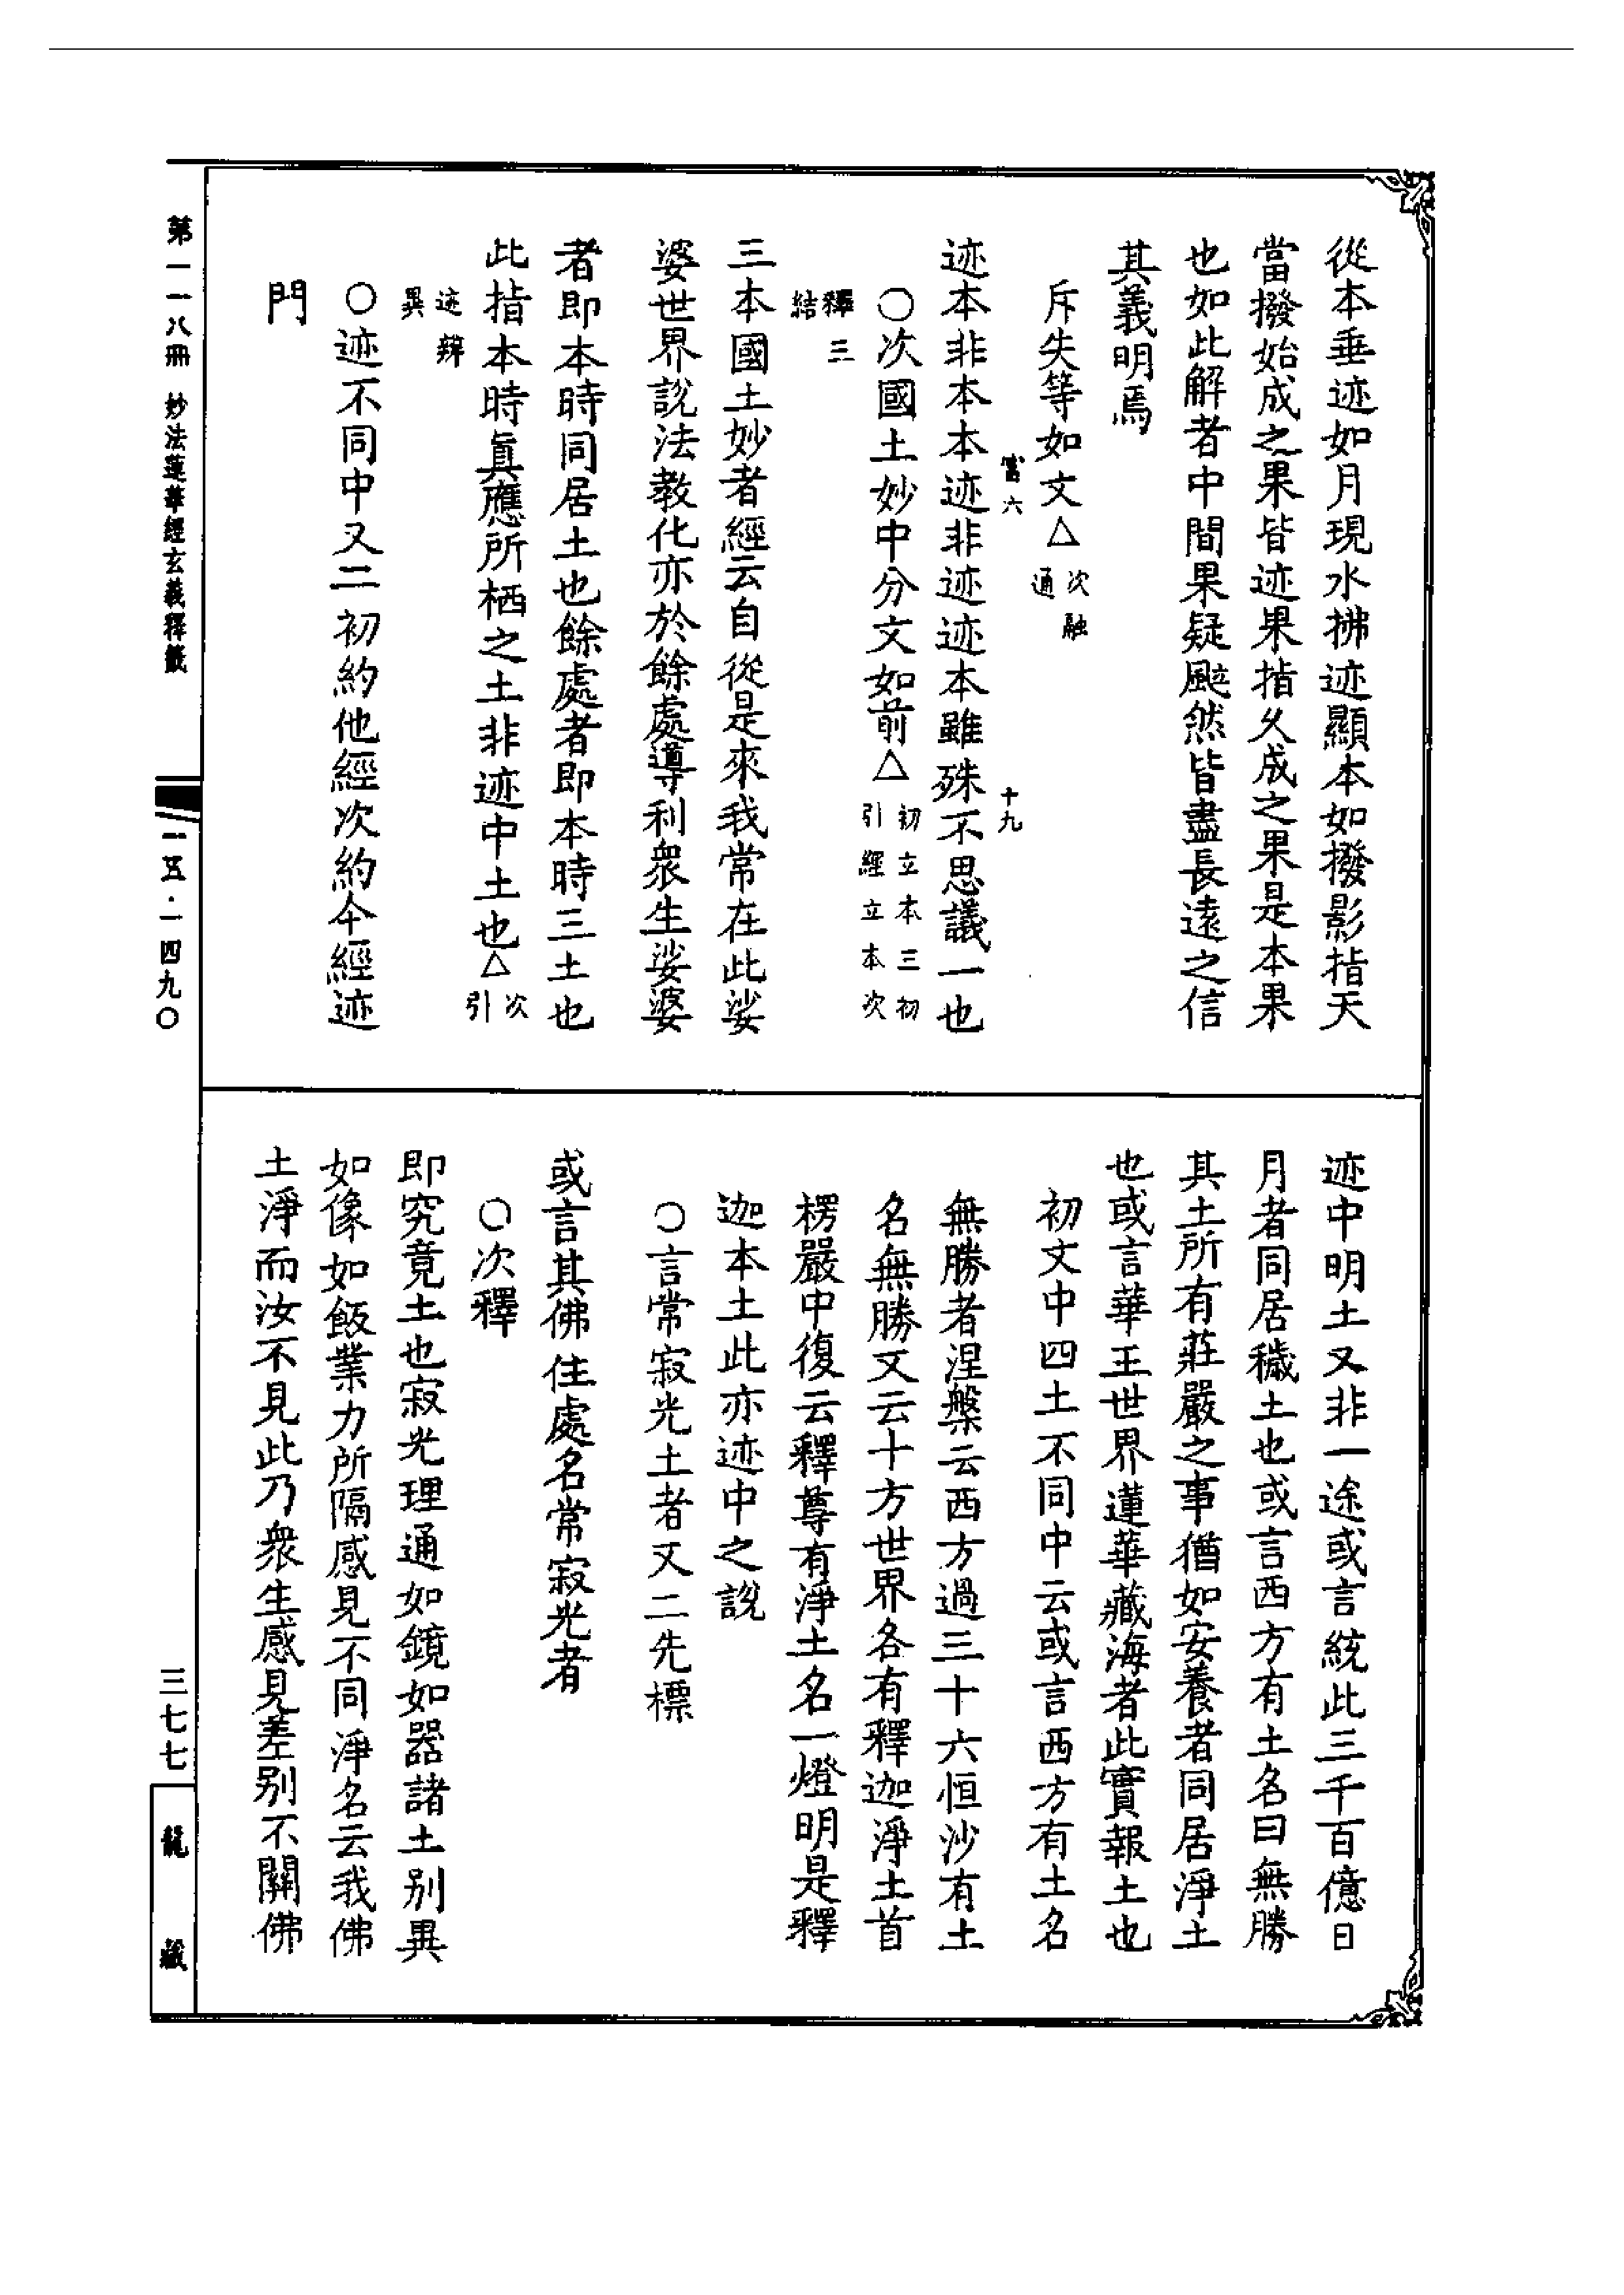 從本垂迹如月現水拂迹顯本如撥影指天
當撥始成之果皆迹果指久成之果是本果
也如此解者中間果疑颰然皆盡長遠之信
其義明焉
斥失等如文△次融通
富六 十九
迹本非本本迹非迹迹本雖殊不思議一也
○次國土妙中分文如前△初立本三初引經立本次
釋三結
三本國土妙者經云自從是來我常在此娑
婆世界說法教化亦於餘處導利衆生娑婆
者即本時同居土也餘處者即本時三土也
此指本時眞應所栖之土非迹中土也△次引
迹辨異
○迹不同中又二初約他經次約今經迹
門
迹中明土又非一途或言統此三千百億日
月者同居穢土也或言西方有土名曰無勝
其土所有莊嚴之事猶如安養者同居淨土
也或言華王世界蓮華藏海者此實報土也
初文中四土不同中云或言西方有土名
無勝者涅槃云西方過三十六恒沙有土
名無勝又云十方世界各有釋迦淨土首
楞嚴中復云釋尊有淨土名一燈明是釋
迦本土此亦迹中之說
○言常寂光土者又二先標
或言其佛住處名常寂光者
○次釋
即究竟土也寂光理通如鏡如器諸土別異
如像如飯業力所隔感見不同淨名云我佛
土淨而汝不見此乃衆生感見差別不關佛
第一一八冊 妙法蓮華經玄義釋籤
一五·一四九〇
三七七
龍藏